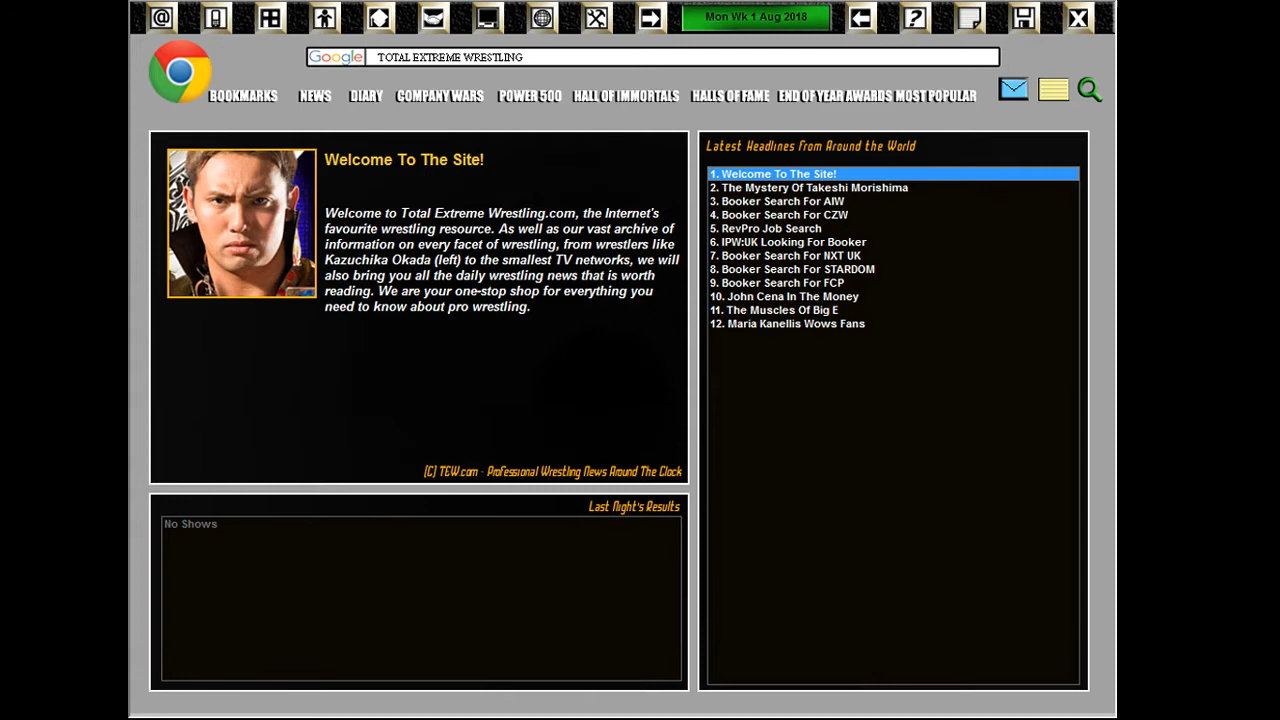 Mon Wk 1 Aug 2018
Google TOTAL EXTREME WRESTLING
BOOKMARKS NEWS DIARY COMPANY WARS POWER 500 HALL OF IMMORTALS HALLS OF FAME END OF YEAR AWARDS MOST POPULAR
Welcome To The Site!
Welcome to Total Extreme Wrestling.com, the Internet's
favourite wrestling resource. As well as our vast archive of
information on every facet of wrestling, from wrestlers like
Kazuchika Okada (left) to the smallest TV networks, we will
also bring you all the daily wrestling news that is worth
reading. We are your one-stop shop for everything you
need to know about pro wrestling.
(C) TEW.com - Professional Wrestling News Around The Clock
Last Night's Results
No Shows
Latest Headlines From Around the World
1. Welcome To The Site!
2. The Mystery Of Takeshi Morishima
3. Booker Search For AIW
4. Booker Search For CZW
5. RevPro Job Search
6. IPW:UK Looking For Booker
7. Booker Search For NXT UK
8. Booker Search For STARDOM
9. Booker Search For FCP
10. John Cena In The Money
11. The Muscles Of Big E
12. Maria Kanellis Wows Fans